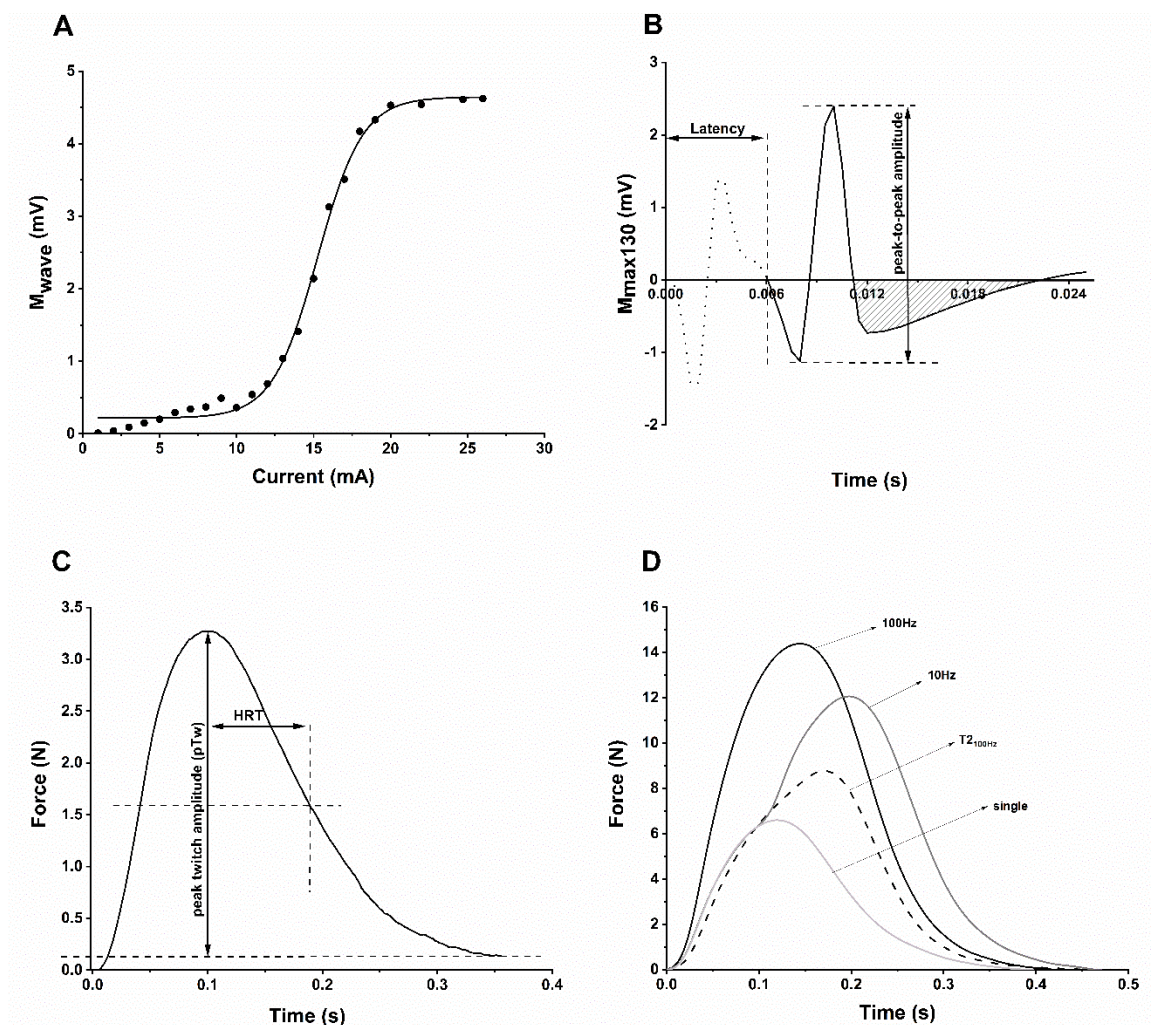 A
5
4
3
2
1
0
0
5
10
15
20
25
30
Mwave (mV)
Current (mA)
B
3
2
1
0
-1
-2
Latency
peak-to-peak amplitude
0.000
0.006
0.012
0.018
0.024
Mmax130 (mV)
Time (s)
C
3.5
3.0
2.5
2.0
1.5
1.0
0.5
0.0
0.0
0.1
0.2
0.3
0.4
HRT
peak twitch amplitude (pTw)
Force (N)
Time (s)
D
16
14
12
10
8
6
4
2
0
0.0
0.1
0.2
0.3
0.4
0.5
100Hz
10Hz
T2100Hz
single
Force (N)
Time (s)